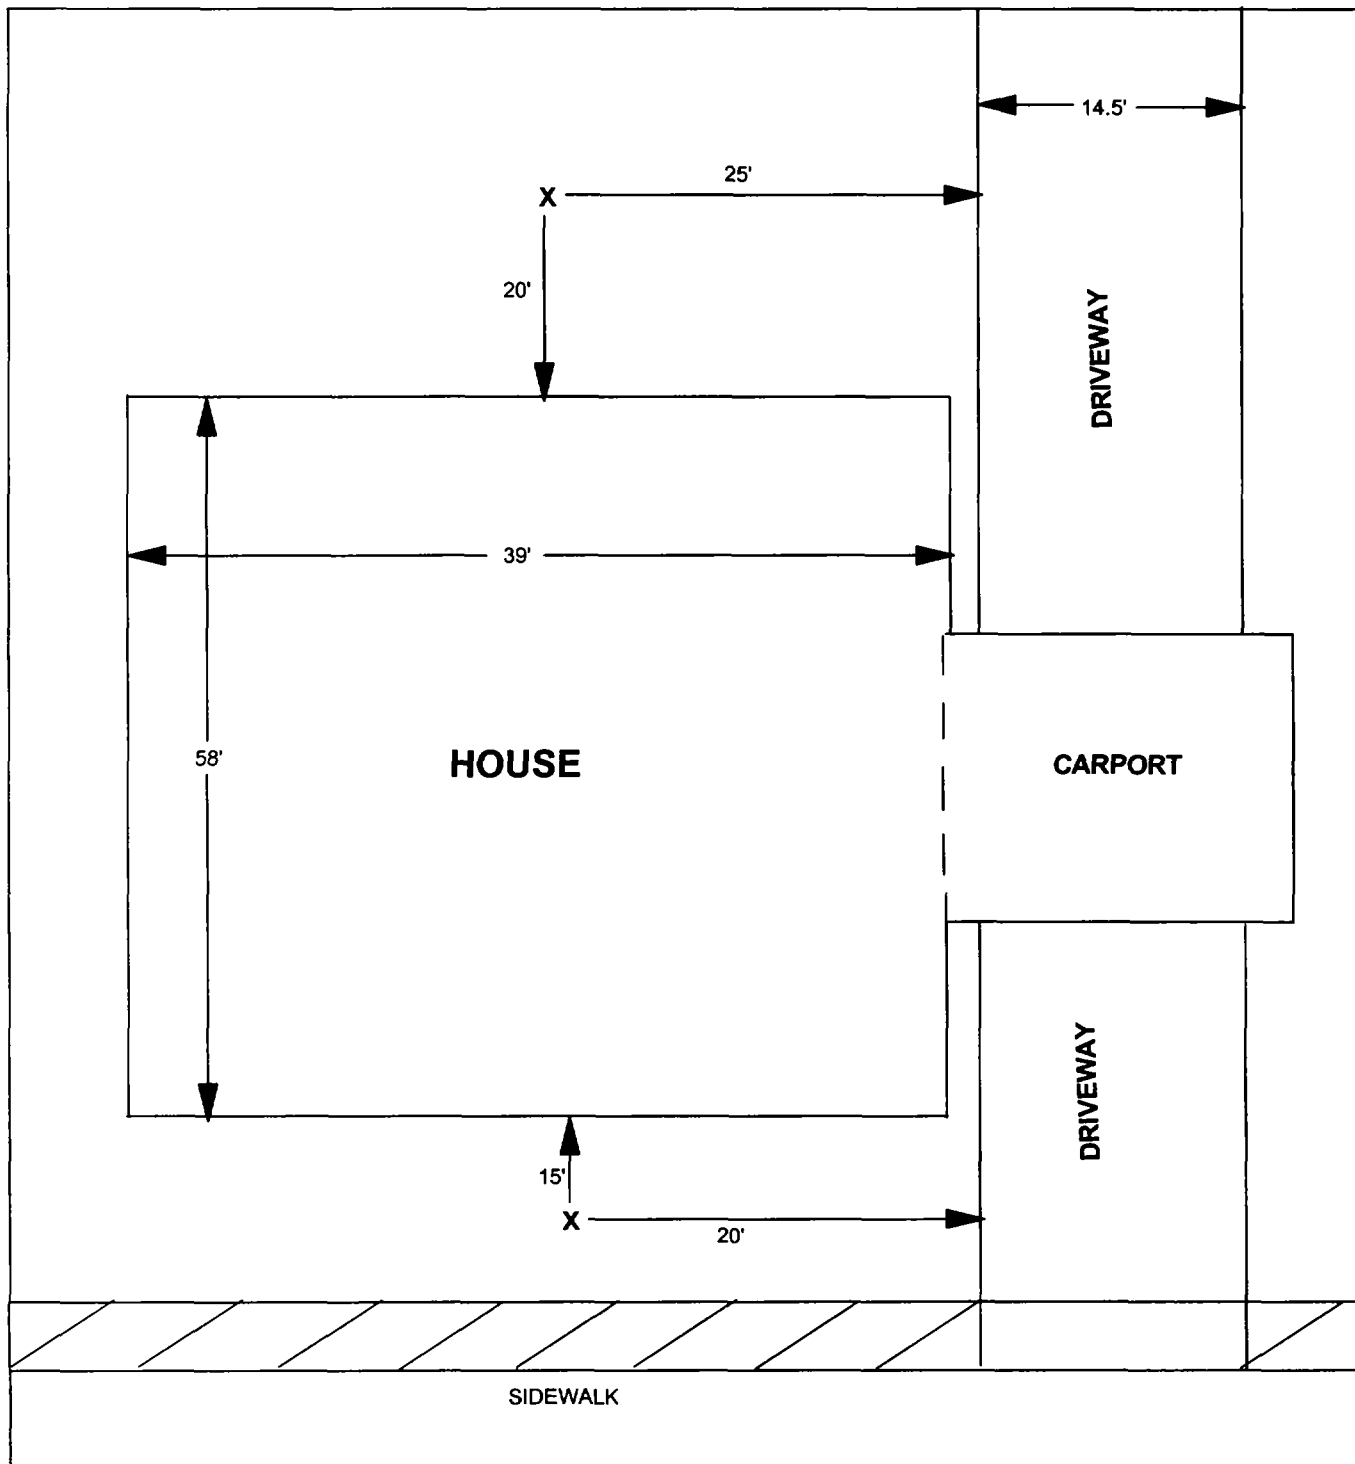 14.5'
25'
X
20'
DRIVEWAY
39'
58'
HOUSE
CARPORT
DRIVEWAY
15'
X
20'
SIDEWALK